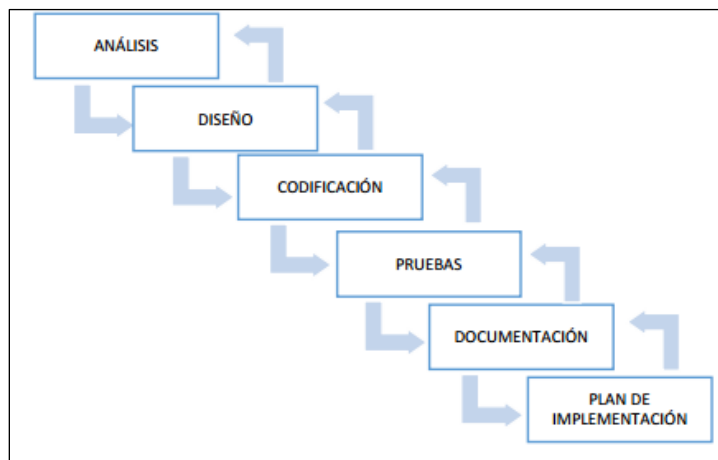 ANÁLISIS
DISEÑO
CODIFICACIÓN
PRUEBAS
DOCUMENTACIÓN
PLAN DE
IMPLEMENTACIÓN